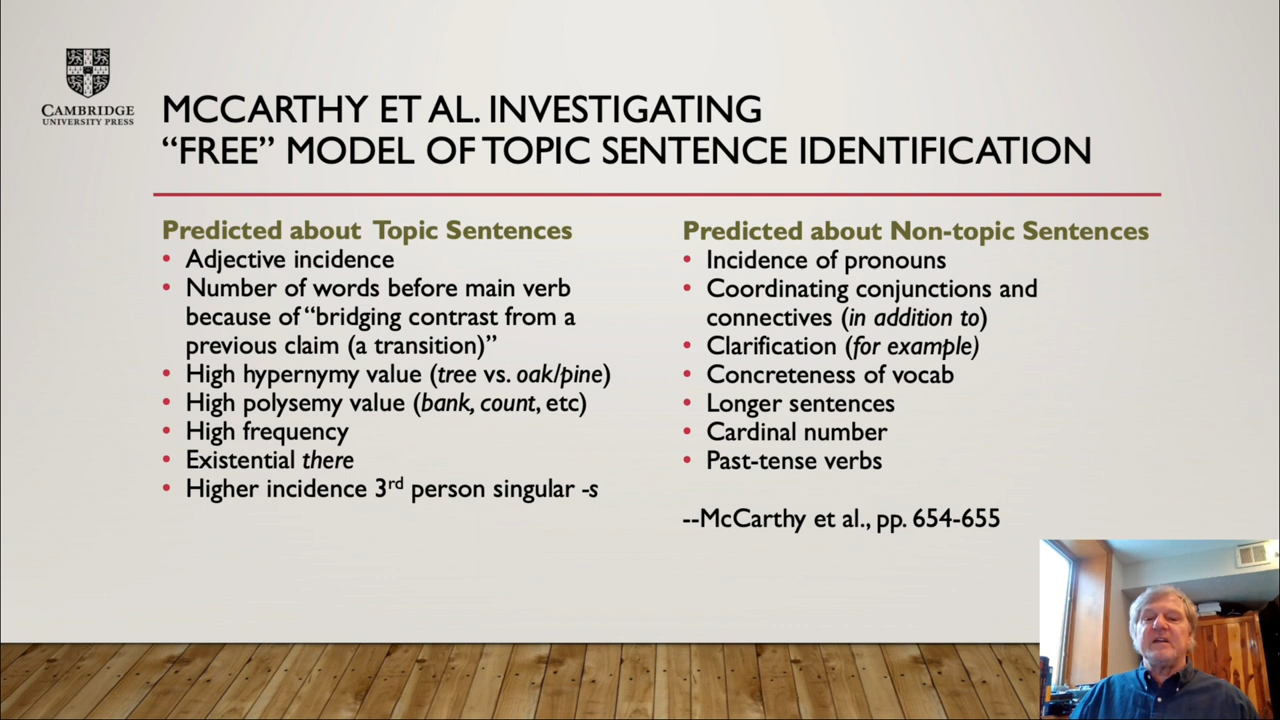 CAMBRIDGE
UNIVERSITY PRESS
MCCARTHY ET AL. INVESTIGATING
“FREE” MODEL OF TOPIC SENTENCE IDENTIFICATION
Predicted about Topic Sentences
• Adjective incidence
• Number of words before main verb
because of “bridging contrast from a
previous claim (a transition)”
• High hypernymy value (tree vs. oak/pine)
• High polysemy value (bank, count, etc)
• High frequency
• Existential there
• Higher incidence 3rd person singular -s
Predicted about Non-topic Sentences
• Incidence of pronouns
• Coordinating conjunctions and
connectives (in addition to)
• Clarification (for example)
• Concreteness of vocab
• Longer sentences
• Cardinal number
• Past-tense verbs
--McCarthy et al., pp. 654-655